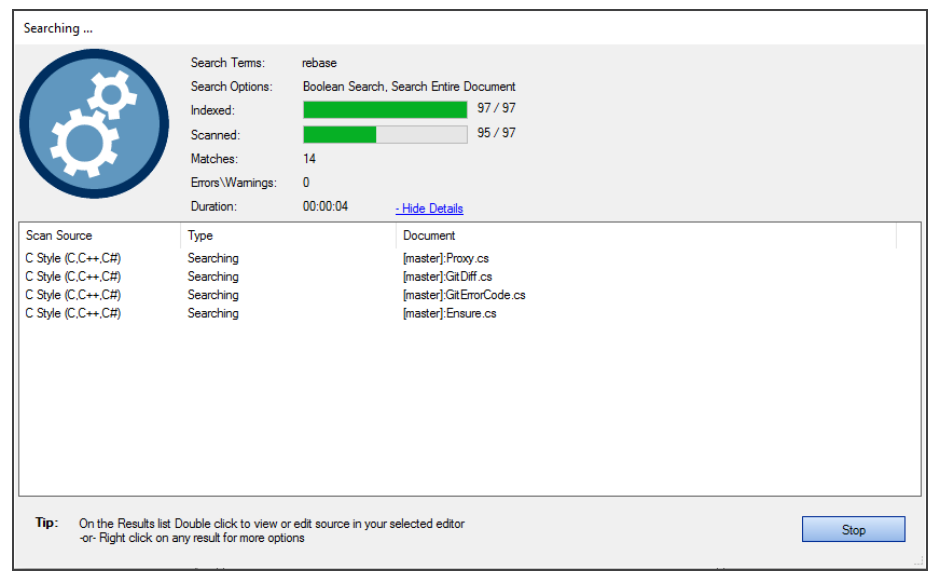 Searching ...
Search Terms: rebase
Search Options: Boolean Search, Search Entire Document
Indexed: 97 / 97
Scanned: 95 / 97
Matches: 14
Errors\Warnings: 0
Duration: 00:00:04 - Hide Details
Scan Source Type Document
C Style (C,C++,C#) Searching [master]:Proxy.cs
C Style (C,C++,C#) Searching [master]:GitDiff.cs
C Style (C,C++,C#) Searching [master]:GitErrorCode.cs
C Style (C,C++,C#) Searching [master]:Ensure.cs
Tip: On the Results list Double click to view or edit source in your selected editor
-or- Right click on any result for more options
Stop